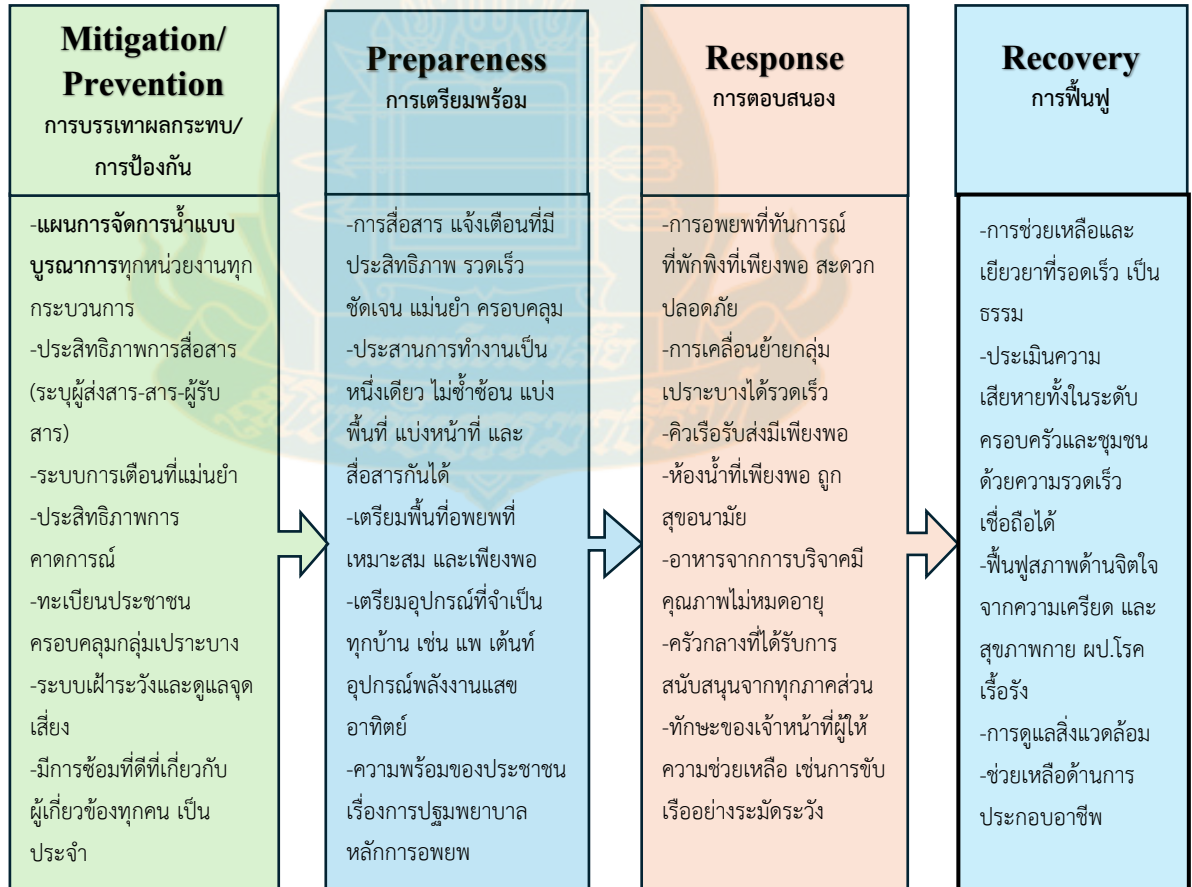 Mitigation/
Prevention
การบรรเทาผลกระทบ/
การป้องกัน
-แผนการจัดการน้ำแบบ
บูรณาการทุกหน่วยงานทุก
กระบวนการ
-ประสิทธิภาพการสื่อสาร
(ระบุผู้ส่งสาร-สาร-ผู้รับ
สาร)
-ระบบการเตือนที่แม่นยำ
-ประสิทธิภาพการ
คาดการณ์
-ทะเบียนประชาชน
ครอบคลุมกลุ่มเปราะบาง
-ระบบเฝ้าระวังและดูแลจุด
เสี่ยง
-มีการซ้อมที่ดีที่เกี่ยวกับ
ผู้เกี่ยวข้องทุกคน เป็น
ประจำ
Prepareness
การเตรียมพร้อม
-การสื่อสาร แจ้งเตือนที่มี
ประสิทธิภาพ รวดเร็ว
ชัดเจน แม่นยำ ครอบคลุม
-ประสานการทำงานเป็น
หนึ่งเดียว ไม่ซ้ำซ้อน แบ่ง
พื้นที่ แบ่งหน้าที่ และ
สื่อสารกันได้
-เตรียมพื้นที่อพยพที่
เหมาะสม และเพียงพอ
-เตรียมอุปกรณ์ที่จำเป็น
ทุกบ้าน เช่น แพ เต้นท์
อุปกรณ์พลังงานแสข
อาทิตย์
-ความพร้อมของประชาชน
เรื่องการปฐมพยาบาล
หลักการอพยพ
Response
การตอบสนอง
-การอพยพที่ทันการณ์
ที่พักพิงที่เพียงพอ สะดวก
ปลอดภัย
-การเคลื่อนย้ายกลุ่ม
เปราะบางได้รวดเร็ว
-คิวเรือรับส่งมีเพียงพอ
-ห้องน้ำที่เพียงพอ ถูก
สุขอนามัย
-อาหารจากการบริจาคมี
คุณภาพไม่หมดอายุ
-ครัวกลางที่ได้รับการ
สนับสนุนจากทุกภาคส่วน
-ทักษะของเจ้าหน้าที่ผู้ให้
ความช่วยเหลือ เช่นการขับ
เรืออย่างระมัดระวัง
Recovery
การฟื้นฟู
-การช่วยเหลือและ
เยียวยาที่รอดเร็ว เป็น
ธรรม
-ประเมินความ
เสียหายทั้งในระดับ
ครอบครัวและชุมชน
ด้วยความรวดเร็ว
เชื่อถือได้
-ฟื้นฟูสภาพด้านจิตใจ
จากความเครียด และ
สุขภาพกาย ผป.โรค
เรื้อรัง
-การดูแลสิ่งแวดล้อม
-ช่วยเหลือด้านการ
ประกอบอาชีพ